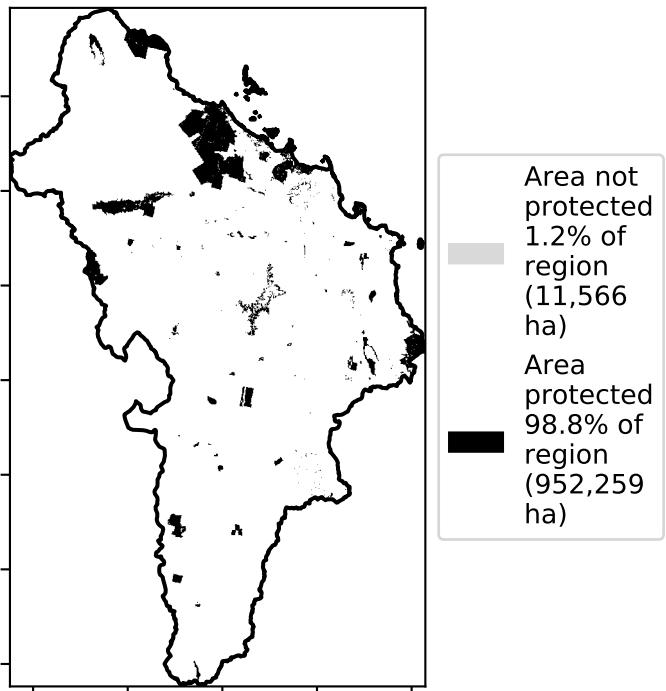 Area not
protected
1.2% of
region
(11,566
ha)
Area
protected
98.8% of
region
(952,259
ha)